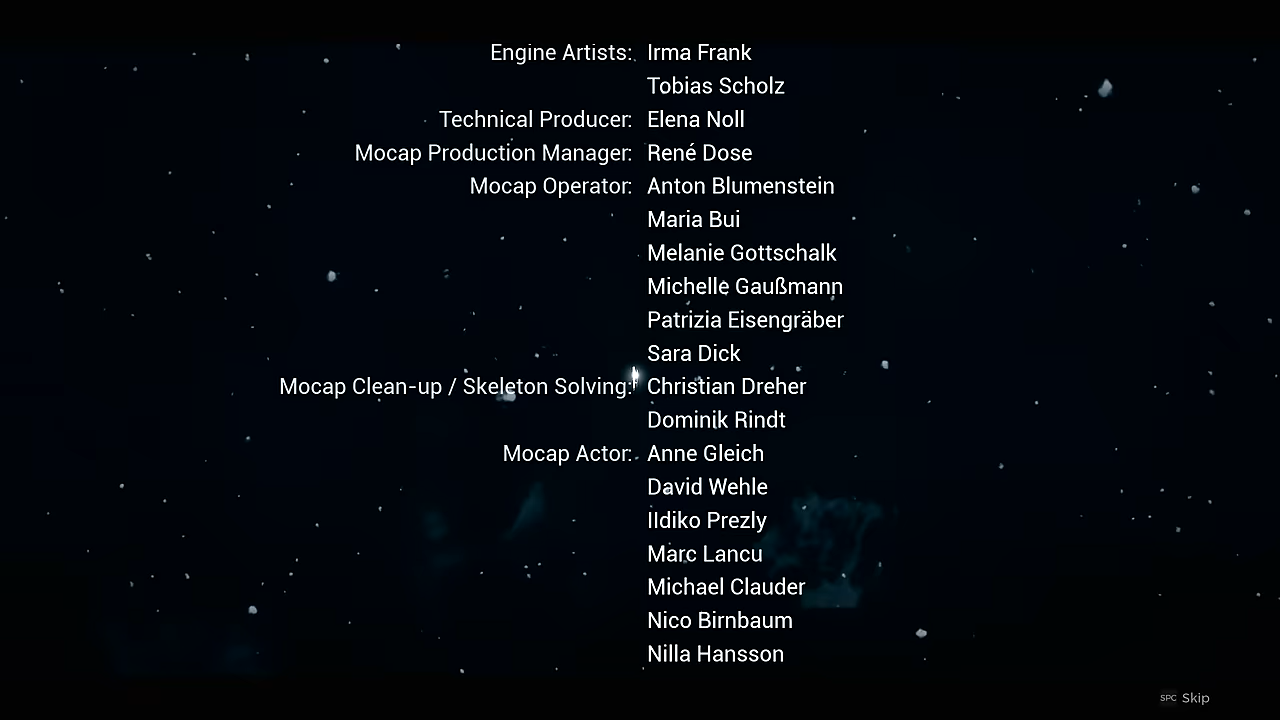 Engine Artists: Irma Frank
Tobias Scholz
Technical Producer: Elena Noll
Mocap Production Manager: René Dose
Mocap Operator: Anton Blumenstein
Maria Bui
Melanie Gottschalk
Michelle Gaußmann
Patrizia Eisengräber
Sara Dick
Mocap Clean-up / Skeleton Solving: Christian Dreher
Dominik Rindt
Mocap Actor: Anne Gleich
David Wehle
IIdiko Prezly
Marc Lancu
Michael Clauder
Nico Birnbaum
Nilla Hansson
SPC Skip